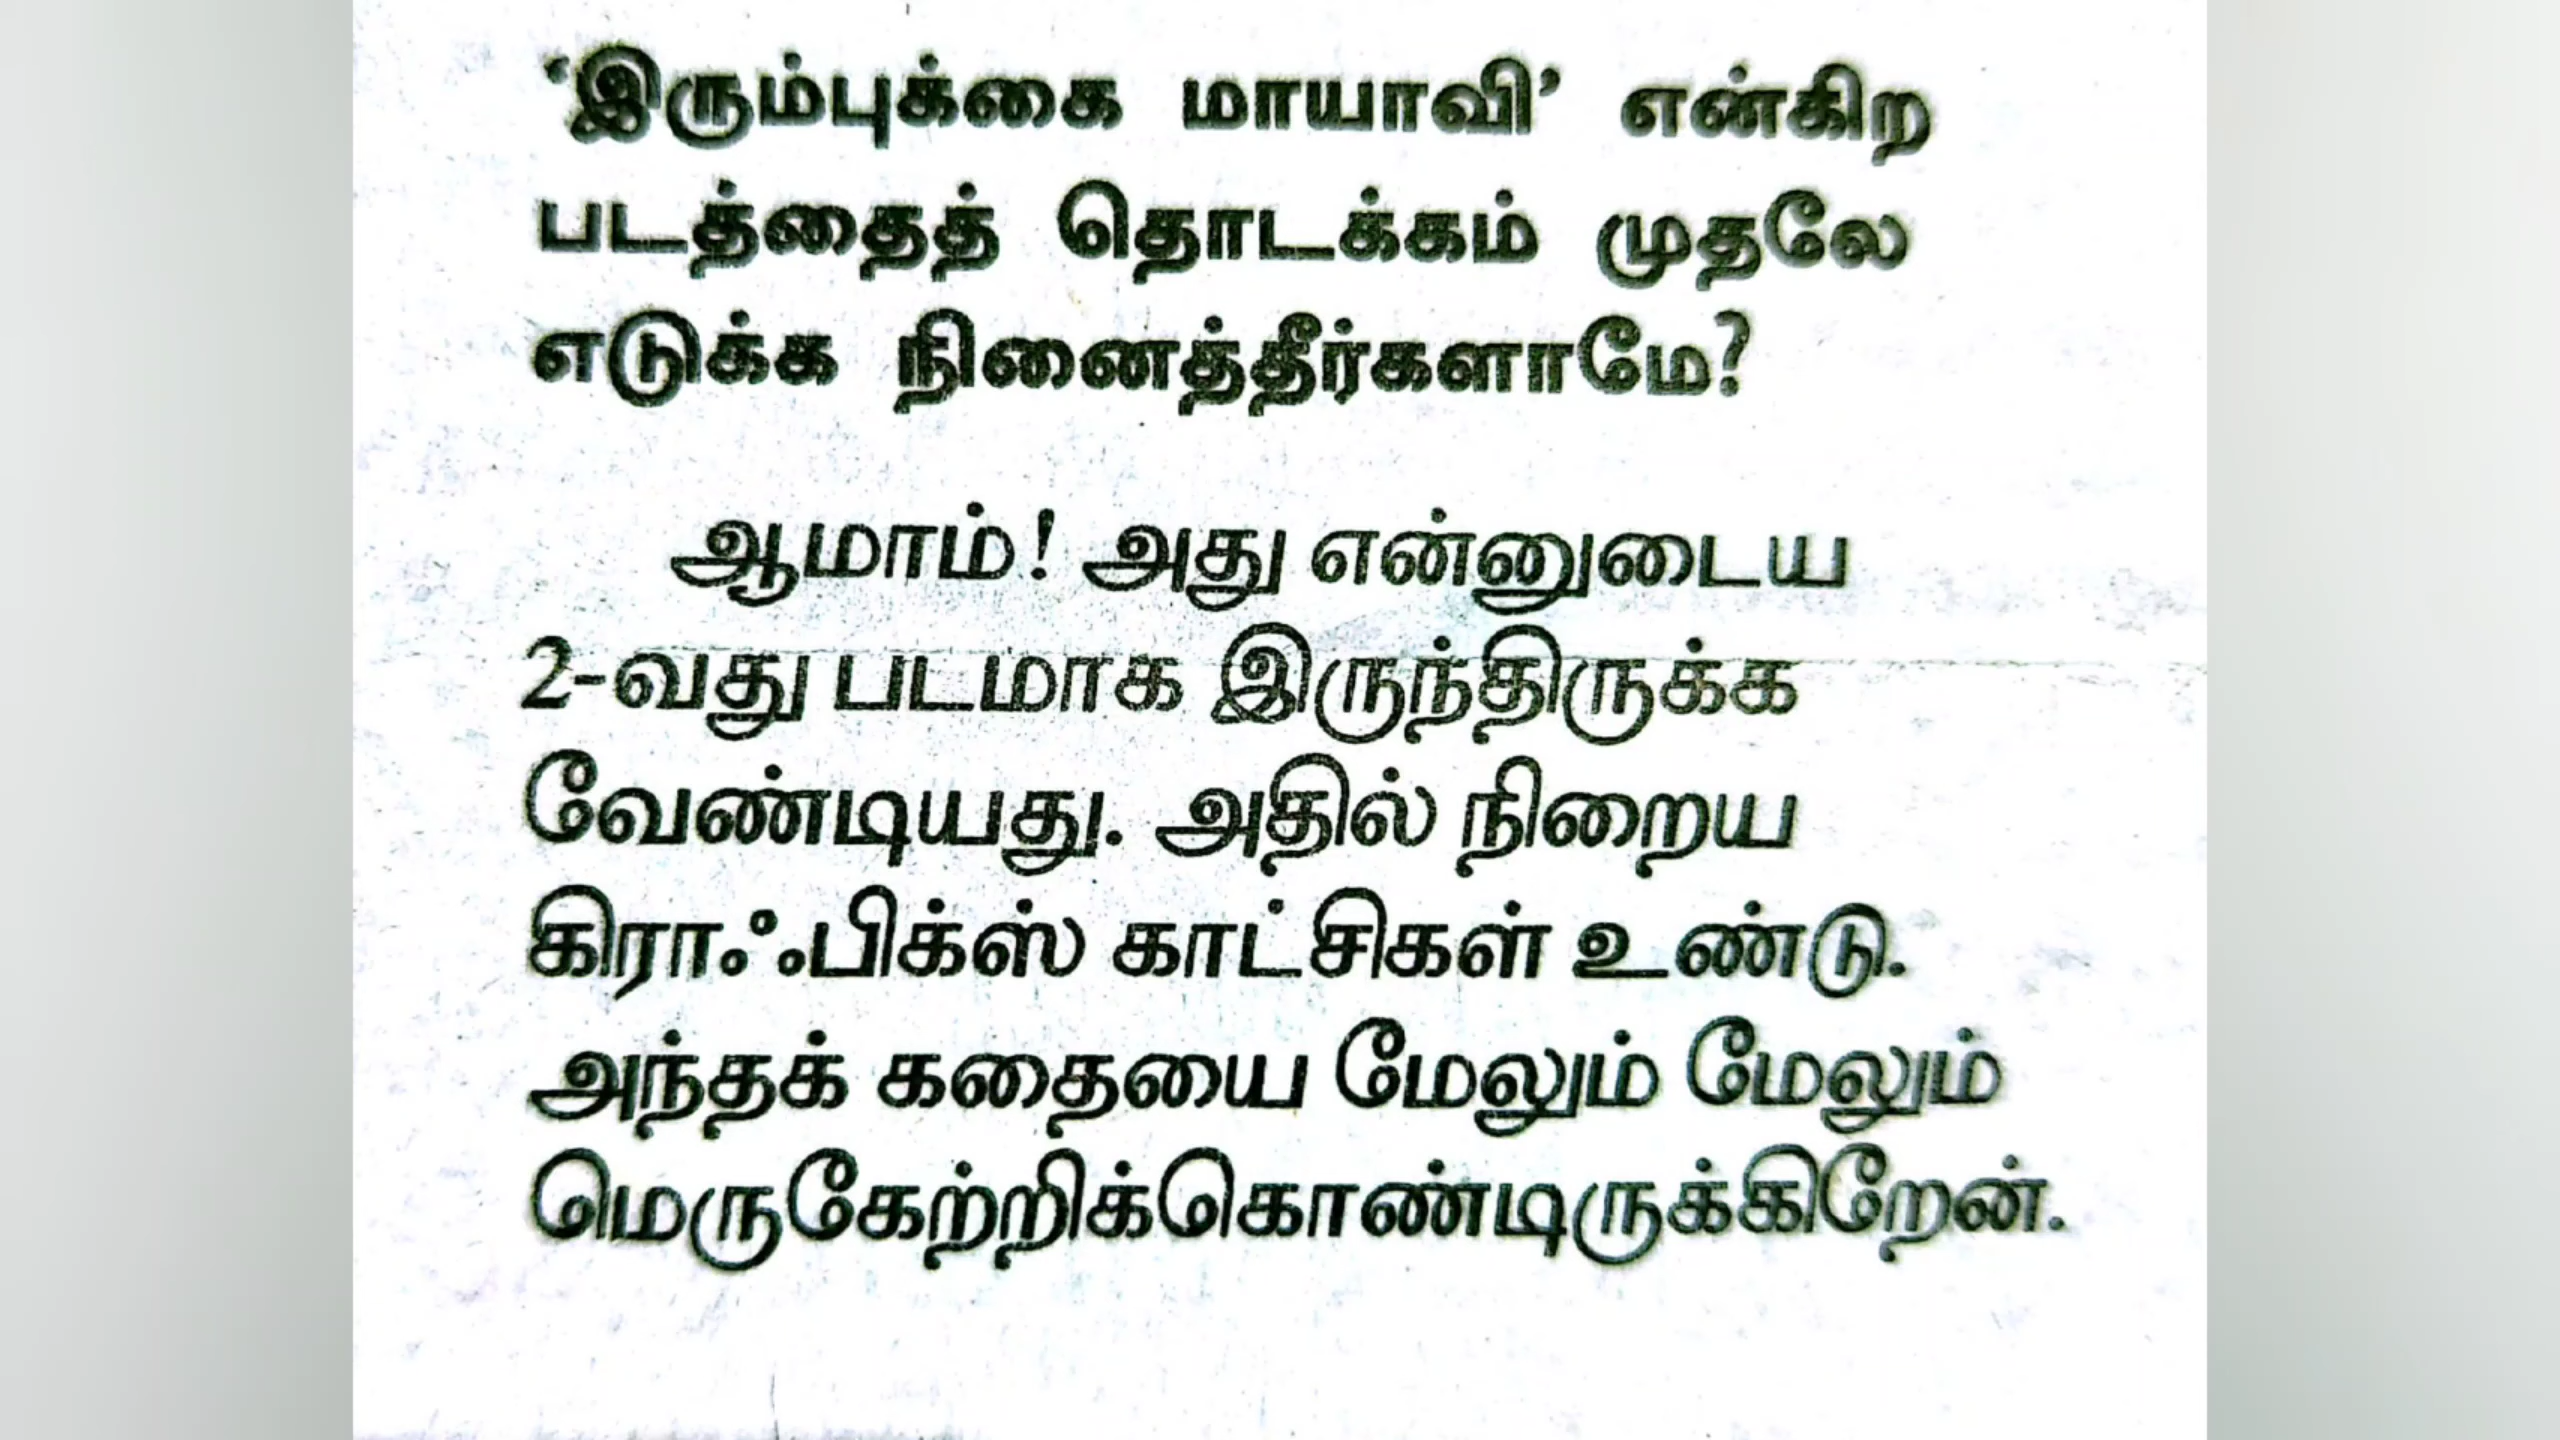 ‘இரும்புக்கை மாயாவி’ என்கிற
படத்தைத் தொடக்கம் முதலே
எடுக்க நினைத்தீர்களாமே?
ஆமாம்! அது என்னுடைய
2-வது படமாக இருந்திருக்க
வேண்டியது. அதில் நிறைய
கிராஃபிக்ஸ் காட்சிகள் உண்டு.
அந்தக் கதையை மேலும் மேலும்
மெருகேற்றிக்கொண்டிருக்கிறேன்.